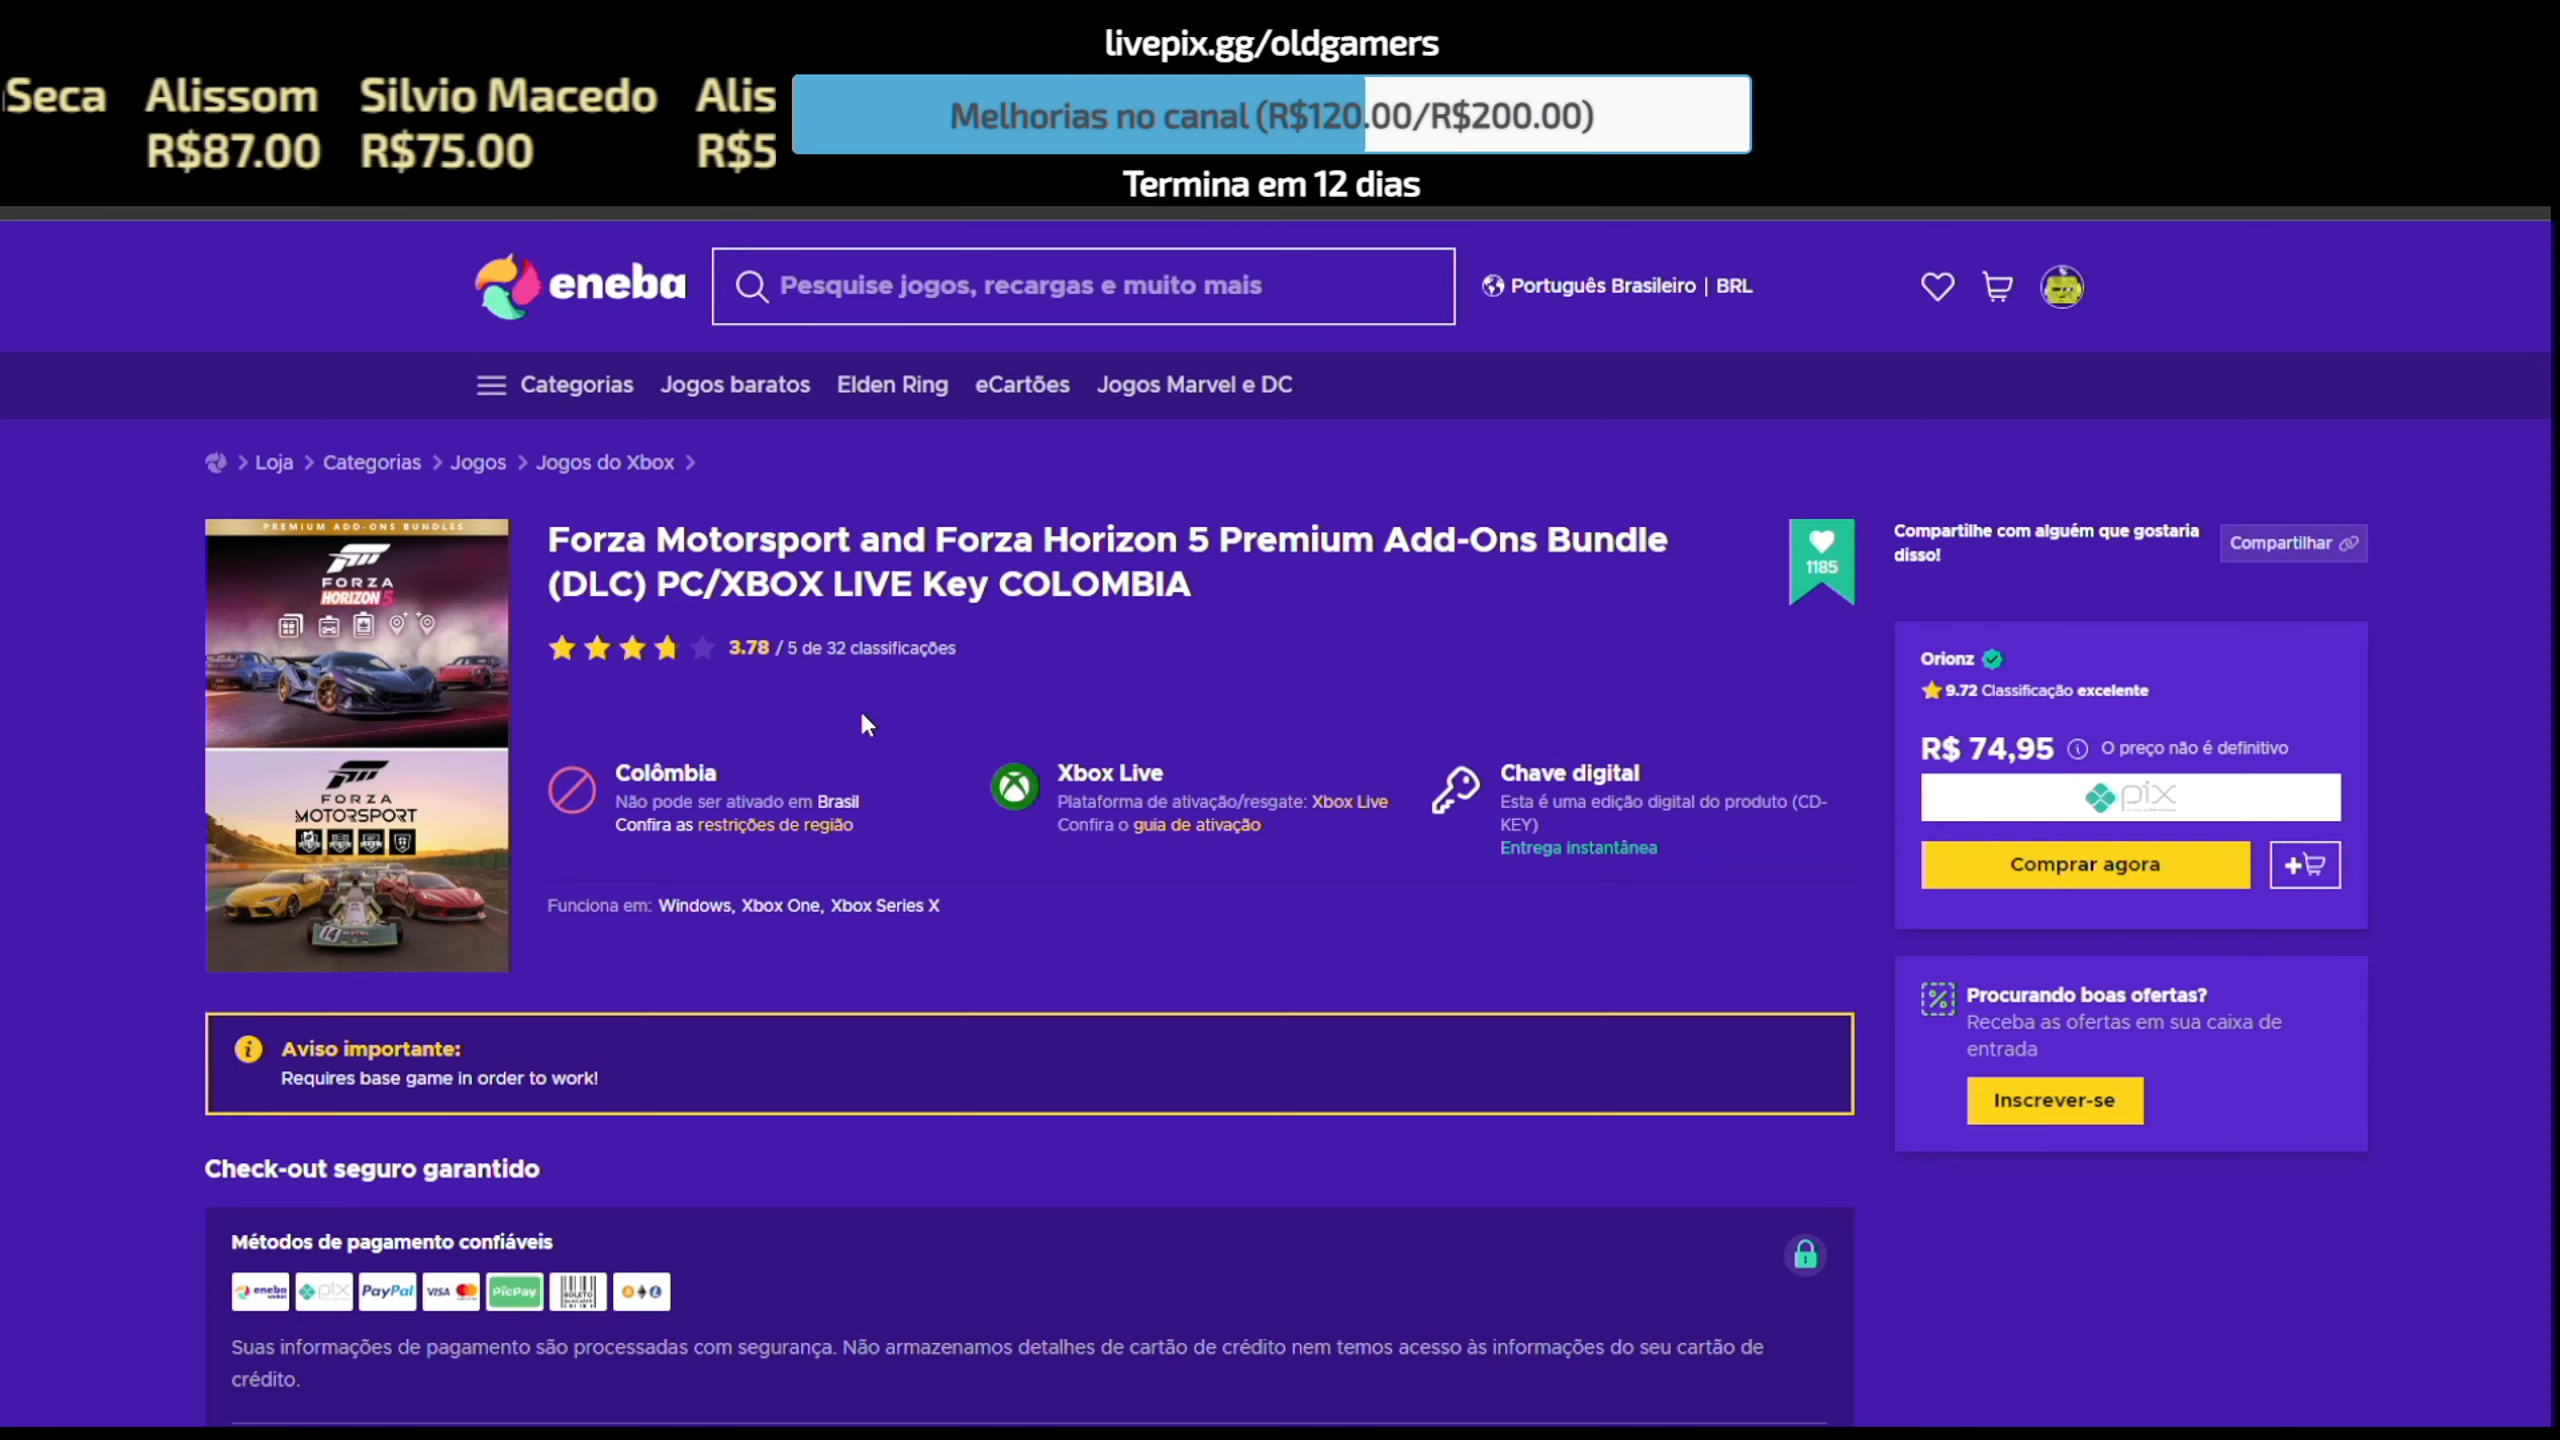 livepix.gg/oldgamers
Seca
Alissom
R$87.00
Silvio Macedo
R$75.00
Alis
R$5
Melhorias no canal (R$120.00/R$200.00)
Termina em 12 dias
eneba
Pesquise jogos, recargas e muito mais
Português Brasileiro | BRL
Categorias
Jogos baratos
Elden Ring
eCartões
Jogos Marvel e DC
Loja
Categorias
Jogos
Jogos do Xbox
PREMIUM ADD-ONS BUNDLES
FORZA
HORIZON 5
FORZA
MOTORSPORT
14
Forza Motorsport and Forza Horizon 5 Premium Add-Ons Bundle
(DLC) PC/XBOX LIVE Key COLOMBIA
1185
3.78 / 5 de 32 classificações
Colômbia
Não pode ser ativado em Brasil
Confira as restrições de região
Xbox Live
Plataforma de ativação/resgate: Xbox Live
Confira o guia de ativação
Chave digital
Esta é uma edição digital do produto (CD-
KEY)
Entrega instantânea
Funciona em: Windows, Xbox One, Xbox Series X
Compartilhe com alguém que gostaria
disso!
Compartilhar
Orionz
9.72 Classificação excelente
R$ 74,95
O preço não é definitivo
pix
Comprar agora
Procurando boas ofertas?
Receba as ofertas em sua caixa de
entrada
Inscrever-se
Aviso importante:
Requires base game in order to work!
Check-out seguro garantido
Métodos de pagamento confiáveis
eneba
pix
PayPal
VISA
PicPay
BOLETO
Suas informações de pagamento são processadas com segurança. Não armazenamos detalhes de cartão de crédito nem temos acesso às informações do seu cartão de
crédito.